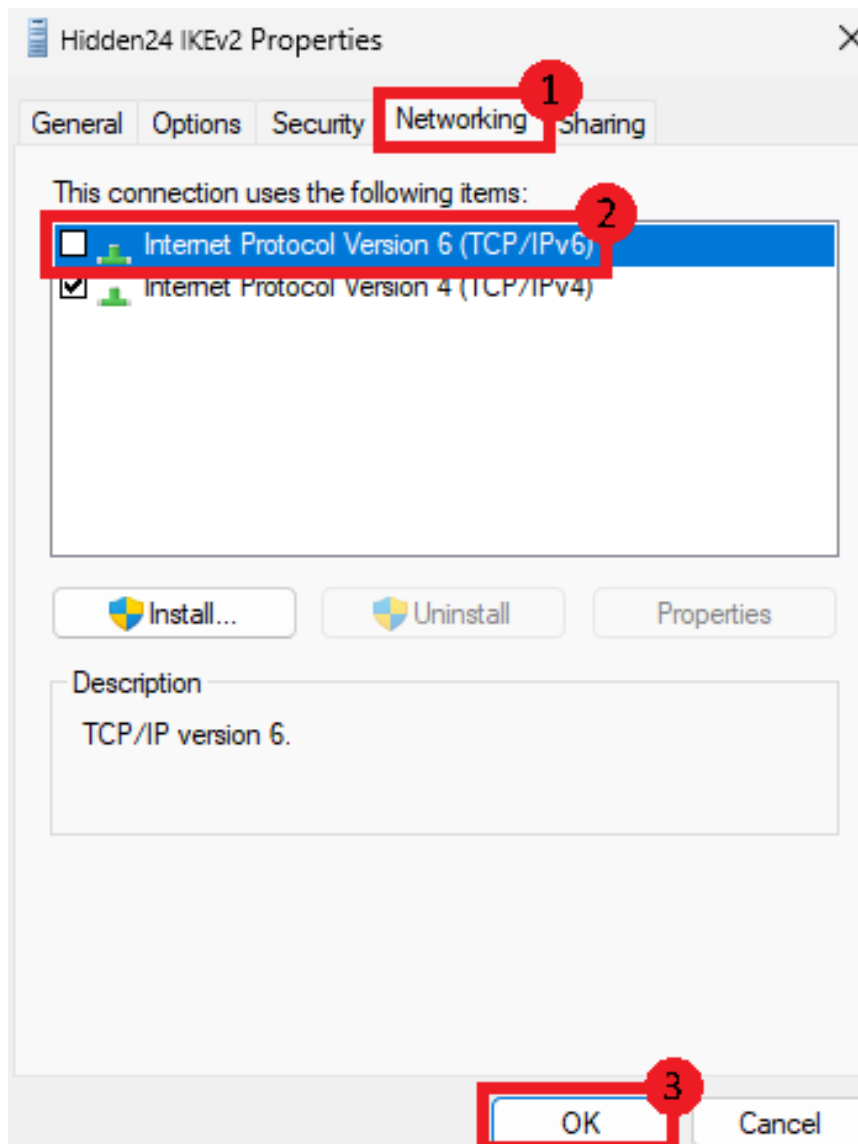 Hidden24 IKEv2 Properties
1
General Options Security Networking Sharing
This connection uses the following items:
2
Internet Protocol Version 6 (TCP/IPv6)
Internet Protocol Version 4 (TCP/IPv4)
Install... Uninstall Properties
Description
TCP/IP version 6.
3
OK Cancel